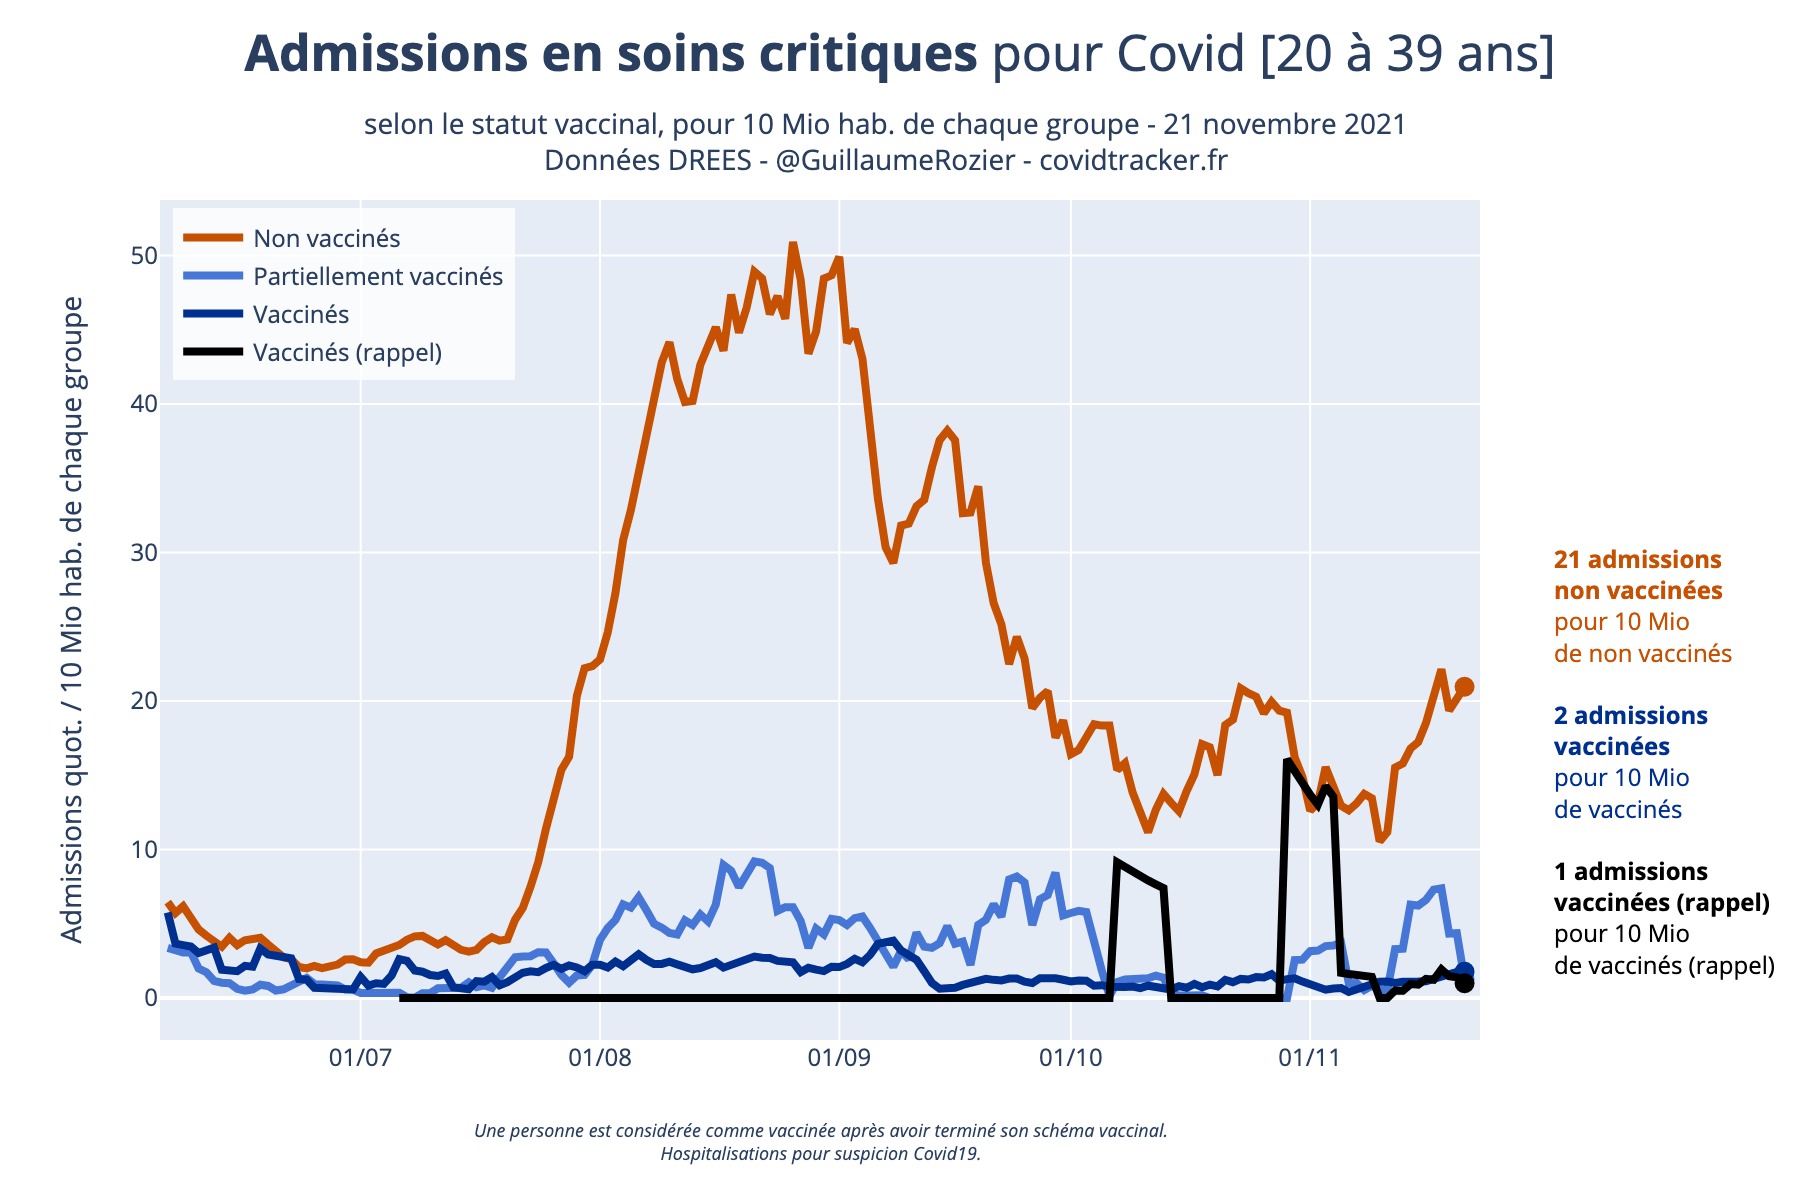 Admissions en soins critiques pour Covid [20 à 39 ans]
selon le statut vaccinal, pour 10 Mio hab. de chaque groupe - 21 novembre 2021
Données DREES - @GuillaumeRozier - covidtracker.fr
Admissions quot. / 10 Mio hab. de chaque groupe
50
40
30
20
10
0
Non vaccinés
Partiellement vaccinés
Vaccinés
Vaccinés (rappel)
21 admissions
non vaccinées
pour 10 Mio
de non vaccinés
2 admissions
vaccinées
pour 10 Mio
de vaccinés
1 admissions
vaccinées (rappel)
pour 10 Mio
de vaccinés (rappel)
01/07
01/08
01/09
01/10
01/11
Une personne est considérée comme vaccinée après avoir terminé son schéma vaccinal.
Hospitalisations pour suspicion Covid19.